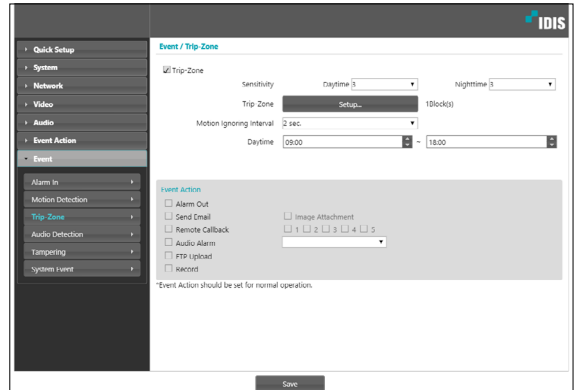 IDIS
Quick Setup
System
Network
Video
Audio
Event Action
Event
Alarm In
Motion Detection
Trip-Zone
Audio Detection
Tampering
System Event
Event / Trip-Zone
Trip-Zone
Sensitivity Daytime 3 Nighttime 3
Trip-Zone Setup... 1Block(s)
Motion Ignoring Interval 2 sec.
Daytime 09:00 ~ 18:00
Event Action
Alarm Out
Send Email Image Attachment
Remote Callback 1 2 3 4 5
Audio Alarm
FTP Upload
Record
*Event Action should be set for normal operation.
Save